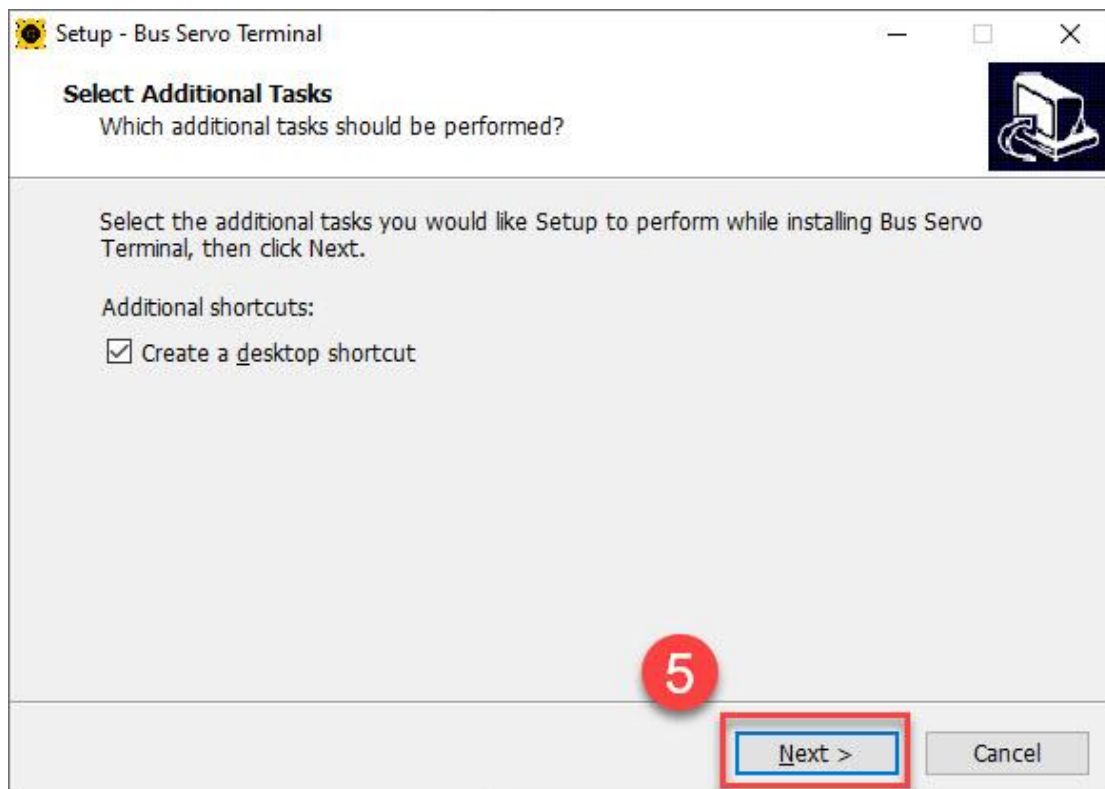 Setup - Bus Servo Terminal
Select Additional Tasks
Which additional tasks should be performed?
Select the additional tasks you would like Setup to perform while installing Bus Servo
Terminal, then click Next.
Additional shortcuts:
Create a desktop shortcut
5
Next >
Cancel